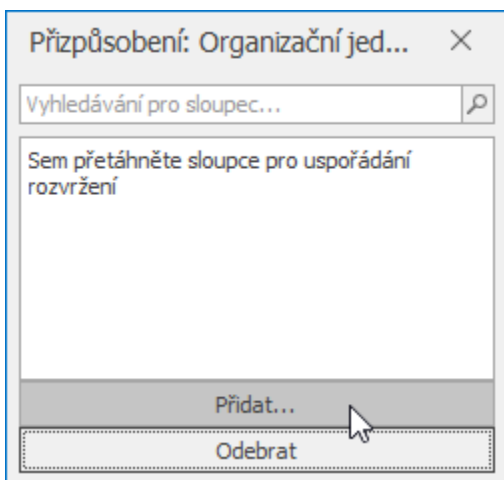 Přizpůsobení: Organizační jed...
Vyhledávání pro sloupec...
Sem přetáhněte sloupce pro uspořádání
rozvržení
Přidat...
Odebrat